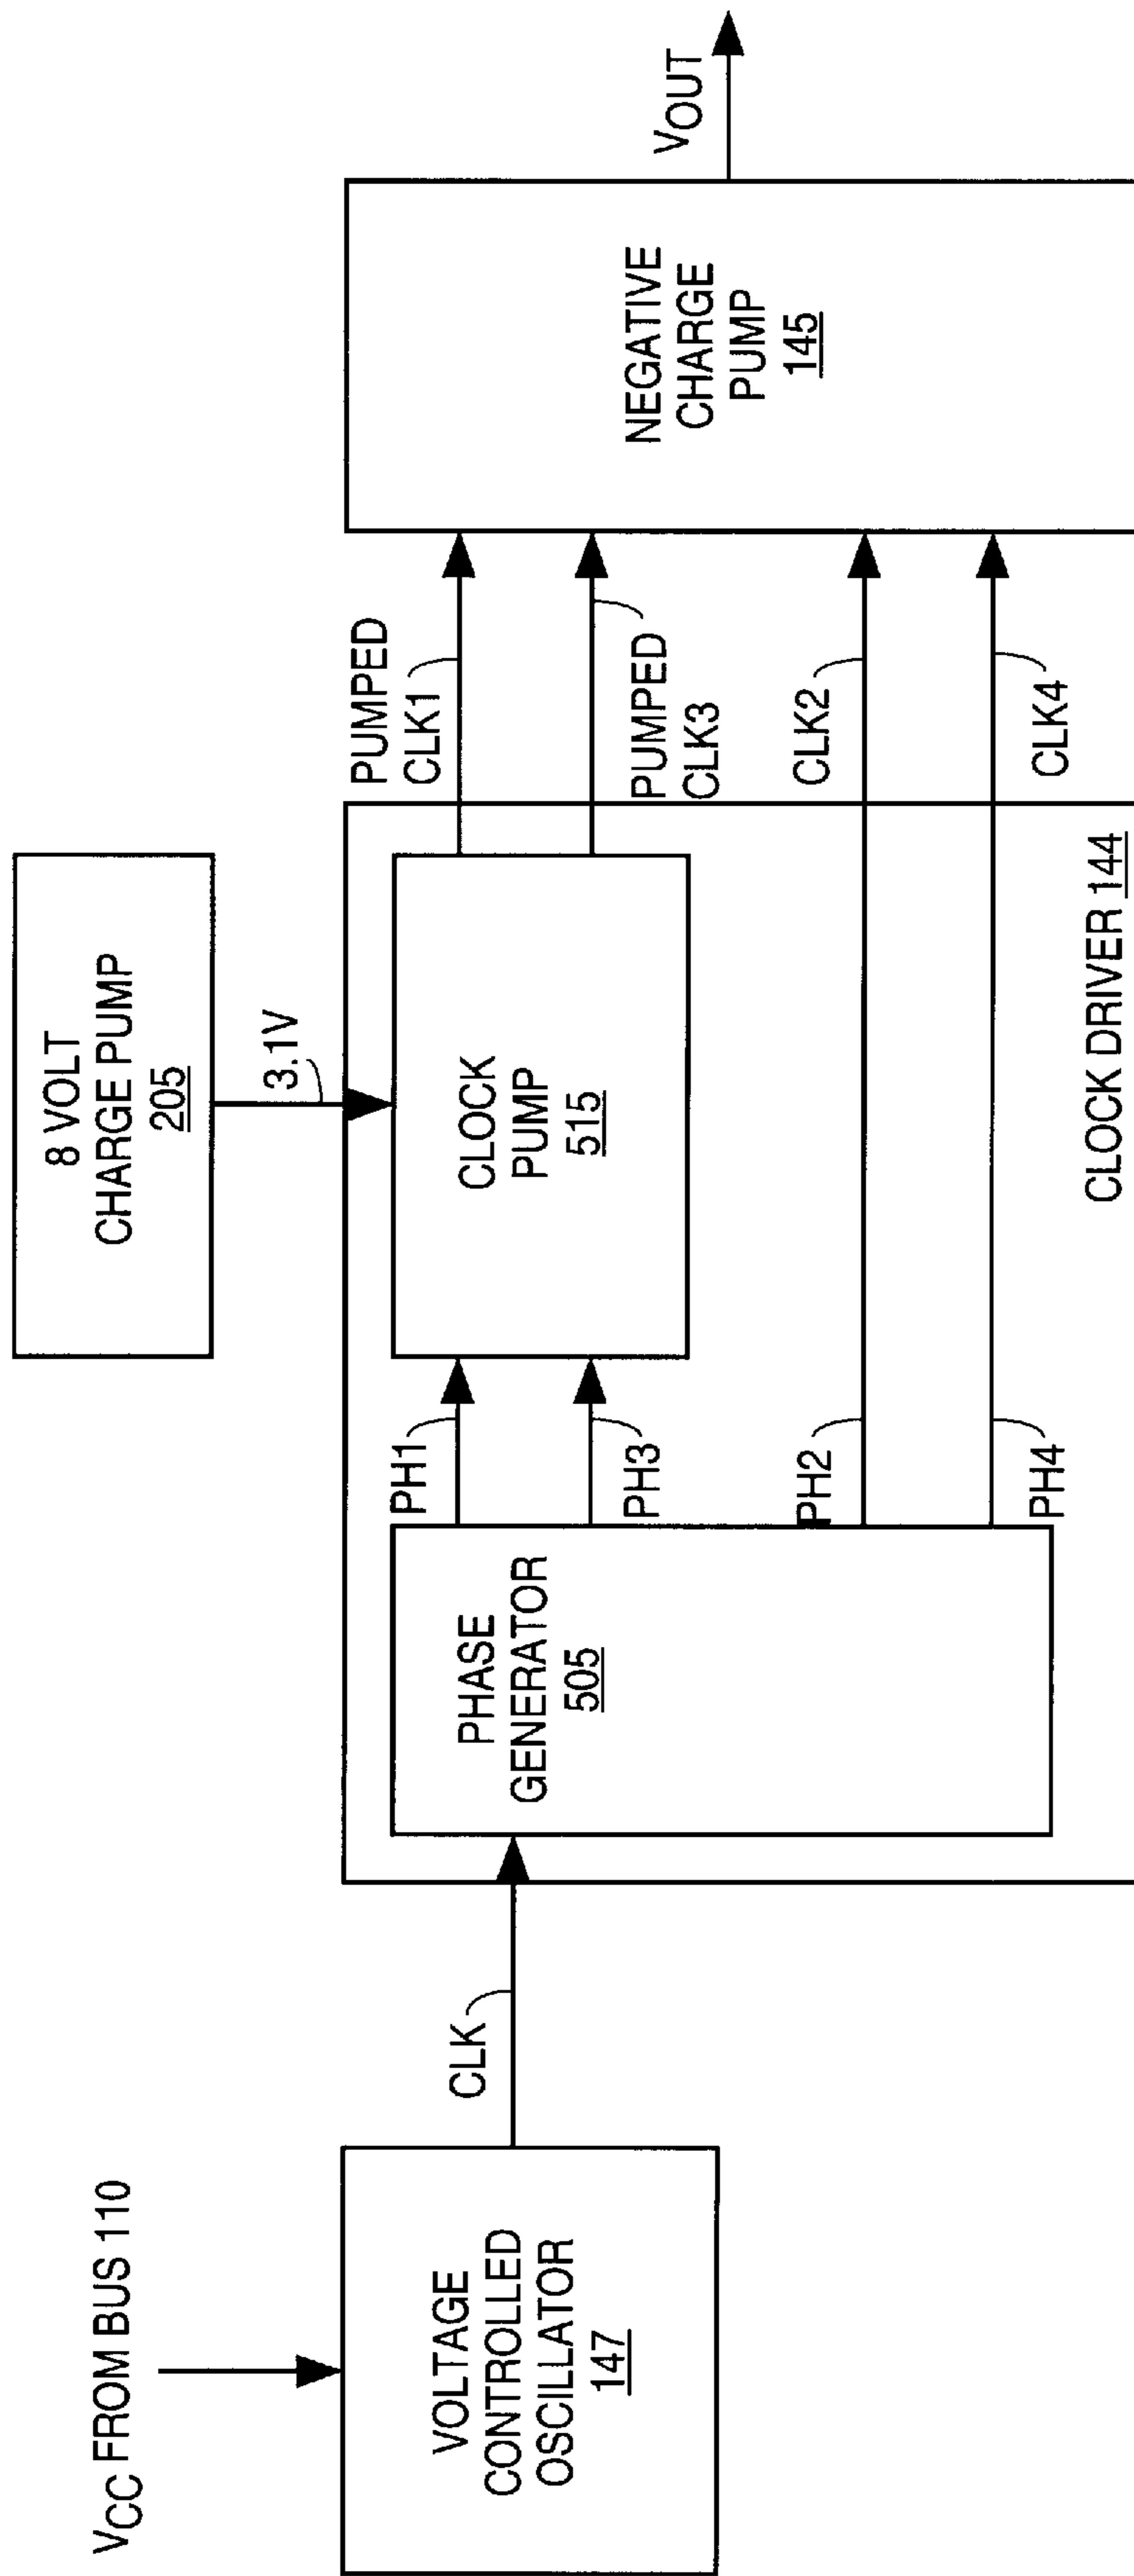 VCC FROM BUS 110
VOLTAGE
CONTROLLED
OSCILLATOR
147
CLK
8 VOLT
CHARGE PUMP
205
3.1V
PHASE
GENERATOR
505
PH1
PH3
PH2
PH4
CLOCK
PUMP
515
CLOCK DRIVER 144
PUMPED
CLK1
PUMPED
CLK3
CLK2
CLK4
NEGATIVE
CHARGE
PUMP
145
VOUT